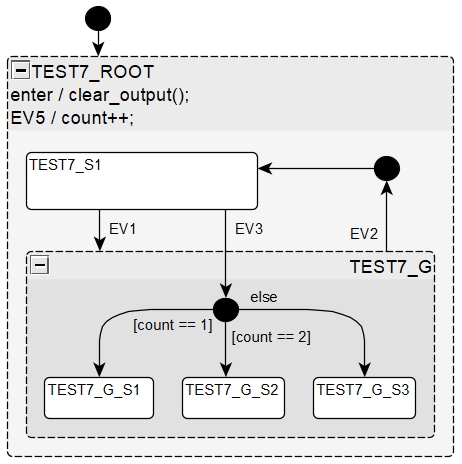 TEST7_ROOT
enter / clear_output();
EV5 / count++;
TEST7_S1
EV1
EV3
EV2
TEST7_G
else
[count == 1]
[count == 2]
TEST7_G_S1
TEST7_G_S2
TEST7_G_S3